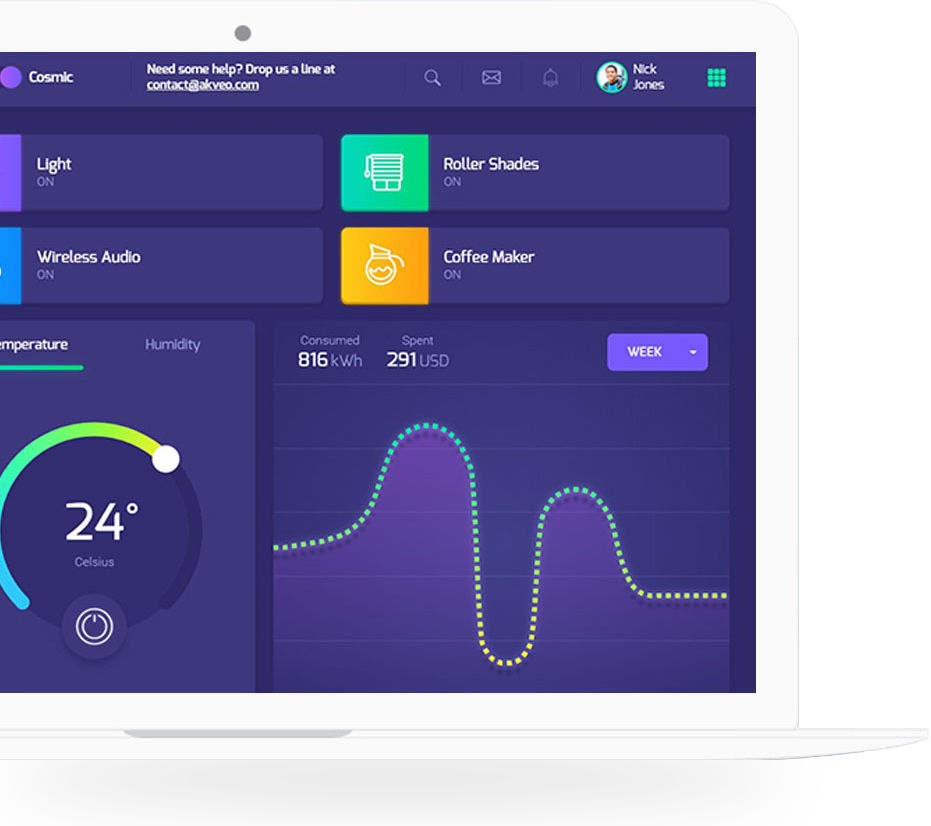 Cosmic
Need some help? Drop us a line at
contact@akveo.com
Nick
Jones
Light
ON
Roller Shades
ON
Wireless Audio
ON
Coffee Maker
ON
emperature
Humidity
Consumed
816 kWh
Spent
291 USD
WEEK
24°
Celsius